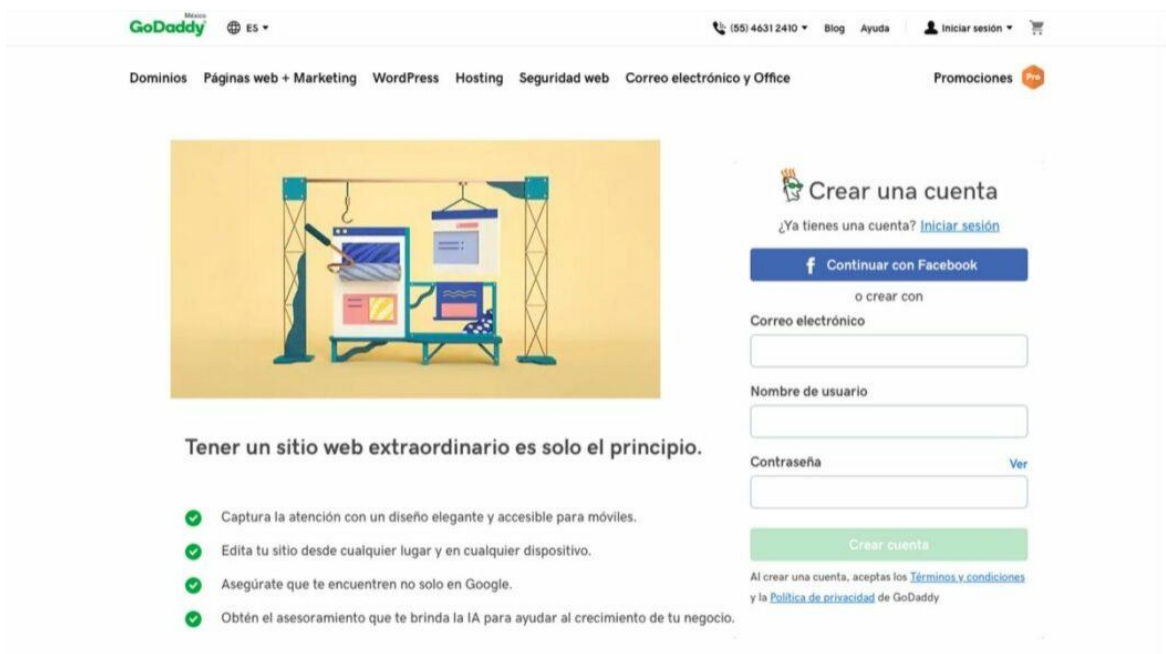 México
GoDaddy
ES
(55) 4631 2410
Blog
Ayuda
Iniciar sesión
Dominios
Páginas web + Marketing
WordPress
Hosting
Seguridad web
Correo electrónico y Office
Promociones
Pro
Tener un sitio web extraordinario es solo el principio.
Captura la atención con un diseño elegante y accesible para móviles.
Edita tu sitio desde cualquier lugar y en cualquier dispositivo.
Asegúrate que te encuentren no solo en Google.
Obtén el asesoramiento que te brinda la IA para ayudar al crecimiento de tu negocio.
Crear una cuenta
¿Ya tienes una cuenta? Iniciar sesión
f Continuar con Facebook
o crear con
Correo electrónico
Nombre de usuario
Contraseña
Ver
Crear cuenta
Al crear una cuenta, aceptas los Términos y condiciones
y la Política de privacidad de GoDaddy